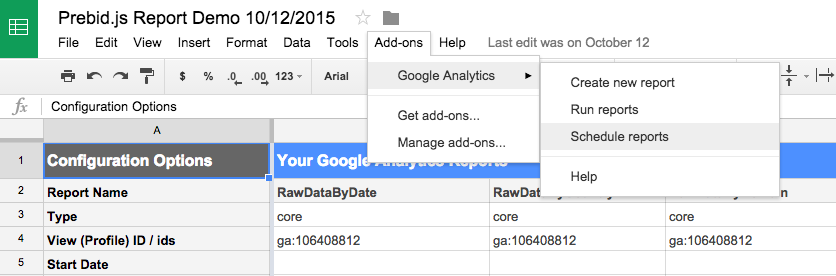 Prebid.js Report Demo 10/12/2015
File Edit View Insert Format Data Tools Add-ons Help Last edit was on October 12
$ % .0 .00 123 Arial
Google Analytics
Create new report
Run reports
Schedule reports
Help
Get add-ons...
Manage add-ons...
fx Configuration Options
A
1 Configuration Options Your Google Analytics Reports
2 Report Name RawDataByDate
3 Type core core core
4 View (Profile) ID / ids ga:106408812 ga:106408812 ga:106408812
5 Start Date